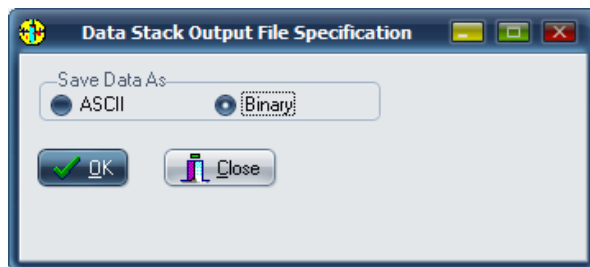 Data Stack Output File Specification
Save Data As
ASCII Binary
OK Close